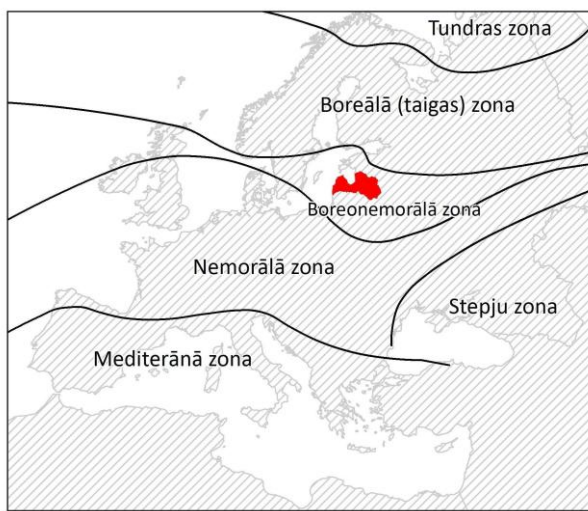 Tundras zona
Boreālā (taigas) zona
Boreonemorālā zona
Nemorālā zona
Stepju zona
Mediterānā zona